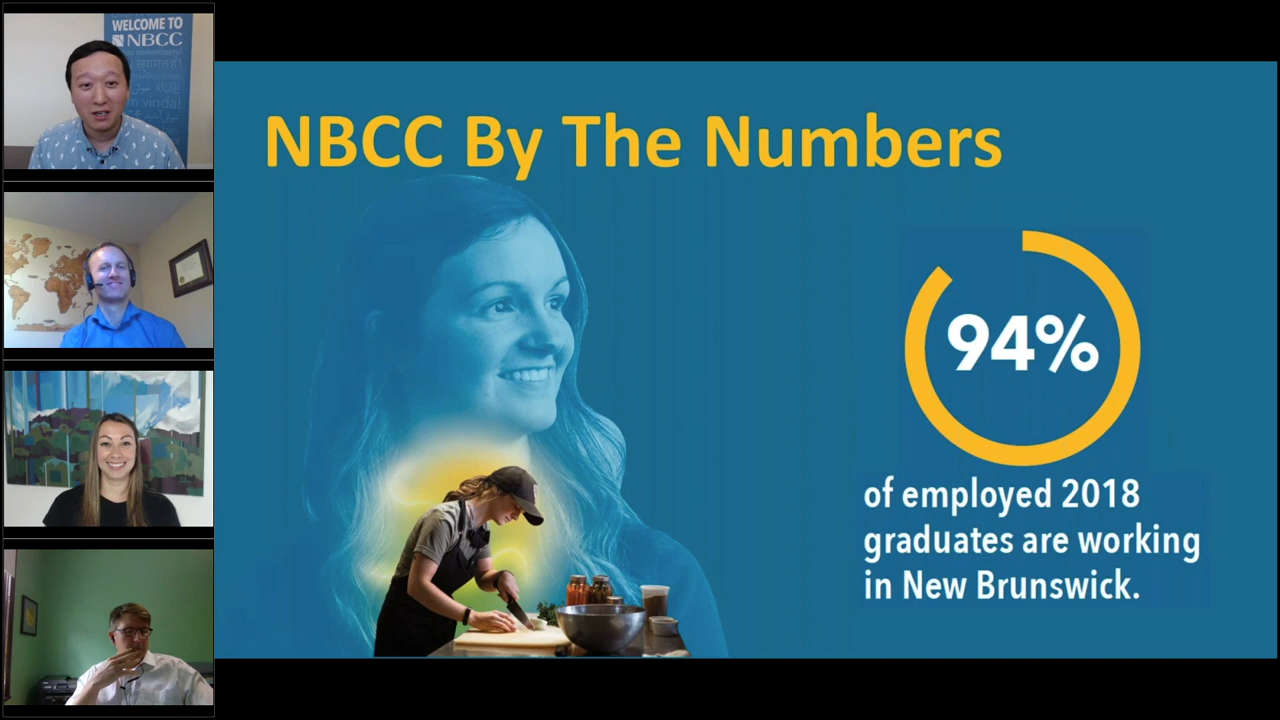 WELCOME TO
NBCC
NBCC By The Numbers
94%
of employed 2018
graduates are working
in New Brunswick.